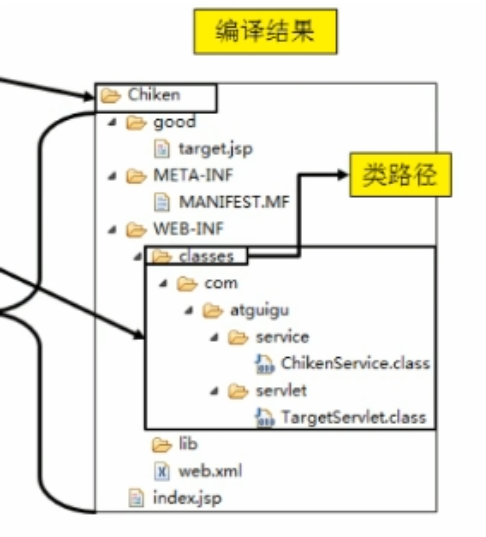 编译结果
Chiken
good
target.jsp
META-INF
类路径
MANIFEST.MF
WEB-INF
classes
com
atguigu
service
ChikenService.class
servlet
TargetServlet.class
lib
web.xml
index.jsp